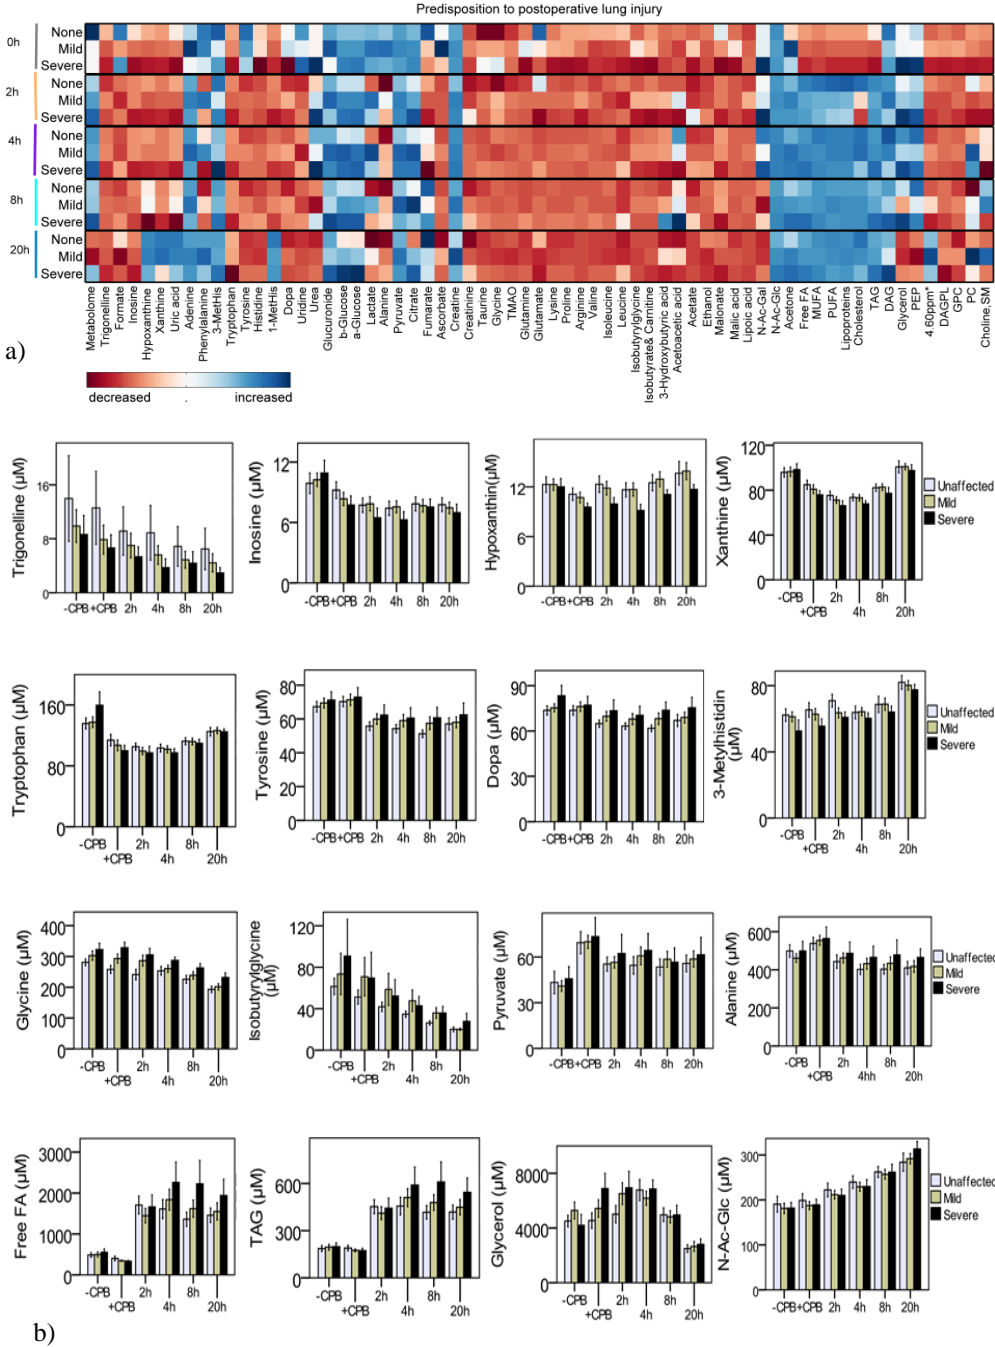 Predisposition to postoperative lung injury
0h
None
Mild
Severe
2h
None
Mild
Severe
4h
None
Mild
Severe
8h
None
Mild
Severe
20h
None
Mild
Severe
Metabolome
Trigonelline
Formate
Inosine
Hypoxanthine
Xanthine
Uric acid
Adenine
Phenylalanine
3-MetHis
Tryptophan
Tyrosine
Histidine
1-MetHis
Dopa
Uridine
Urea
Glucuronide
b-Glucose
a-Glucose
Lactate
Alanine
Pyruvate
Citrate
Fumarate
Ascorbate
Creatine
Creatinine
Taurine
Glycine
TMAO
Glutamine
Glutamate
Lysine
Proline
Arginine
Valine
Isoleucine
Leucine
Isobutyrylglycine
Isobutyrate& Carnitine
3-Hydroxybutyric acid
Acetoacetic acid
Acetate
Ethanol
Malonate
Malic acid
Lipoic acid
N-Ac-Gal
N-Ac-Glc
Acetone
Free FA
MUFA
PUFA
Lipoproteins
Cholesterol
TAG
DAG
Glycerol
PEP
4.60ppm*
DAGPL
GPC
PC
Choline,SM
a)
decreased . increased
Trigonelline (µM)
16
8
0
-CPB +CPB 2h 4h 8h 20h
Inosine (µM)
12
6
0
-CPB +CPB 2h 4h 8h 20h
Hypoxanthin(µM)
12
6
0
-CPB +CPB 2h 4h 8h 20h
Xanthine (µM)
120
80
40
0
-CPB +CPB 2h 4h 8h 20h
Unaffected
Mild
Severe
Tryptophan (µM)
160
80
0
-CPB +CPB 2h 4h 8h 20h
Tyrosine (µM)
80
60
40
20
0
-CPB +CPB 2h 4h 8h 20h
Dopa (µM)
90
60
30
0
-CPB +CPB 2h 4h 8h 20h
3-Metylhistidin
(µM)
80
40
0
-CPB +CPB 2h 4h 8h 20h
Unaffected
Mild
Severe
Glycine (µM)
400
300
200
100
0
-CPB +CPB 2h 4h 8h 20h
Isobutyrylglycine
(µM)
120
80
40
0
-CPB +CPB 2h 4h 8h 20h
Pyruvate (µM)
60
30
0
-CPB +CPB 2h 4h 8h 20h
Alanine (µM)
600
400
200
0
-CPB +CPB 2h 4hh 8h 20h
Unaffected
Mild
Severe
Free FA (µM)
3000
2000
1000
0
-CPB +CPB 2h 4h 8h 20h
TAG (µM)
600
300
0
-CPB +CPB 2h 4h 8h 20h
Glycerol (µM)
8000
4000
0
-CPB +CPB 2h 4h 8h 20h
N-Ac-Glc (µM)
300
200
100
0
-CPB +CPB 2h 4h 8h 20h
Unaffected
Mild
Severe
b)